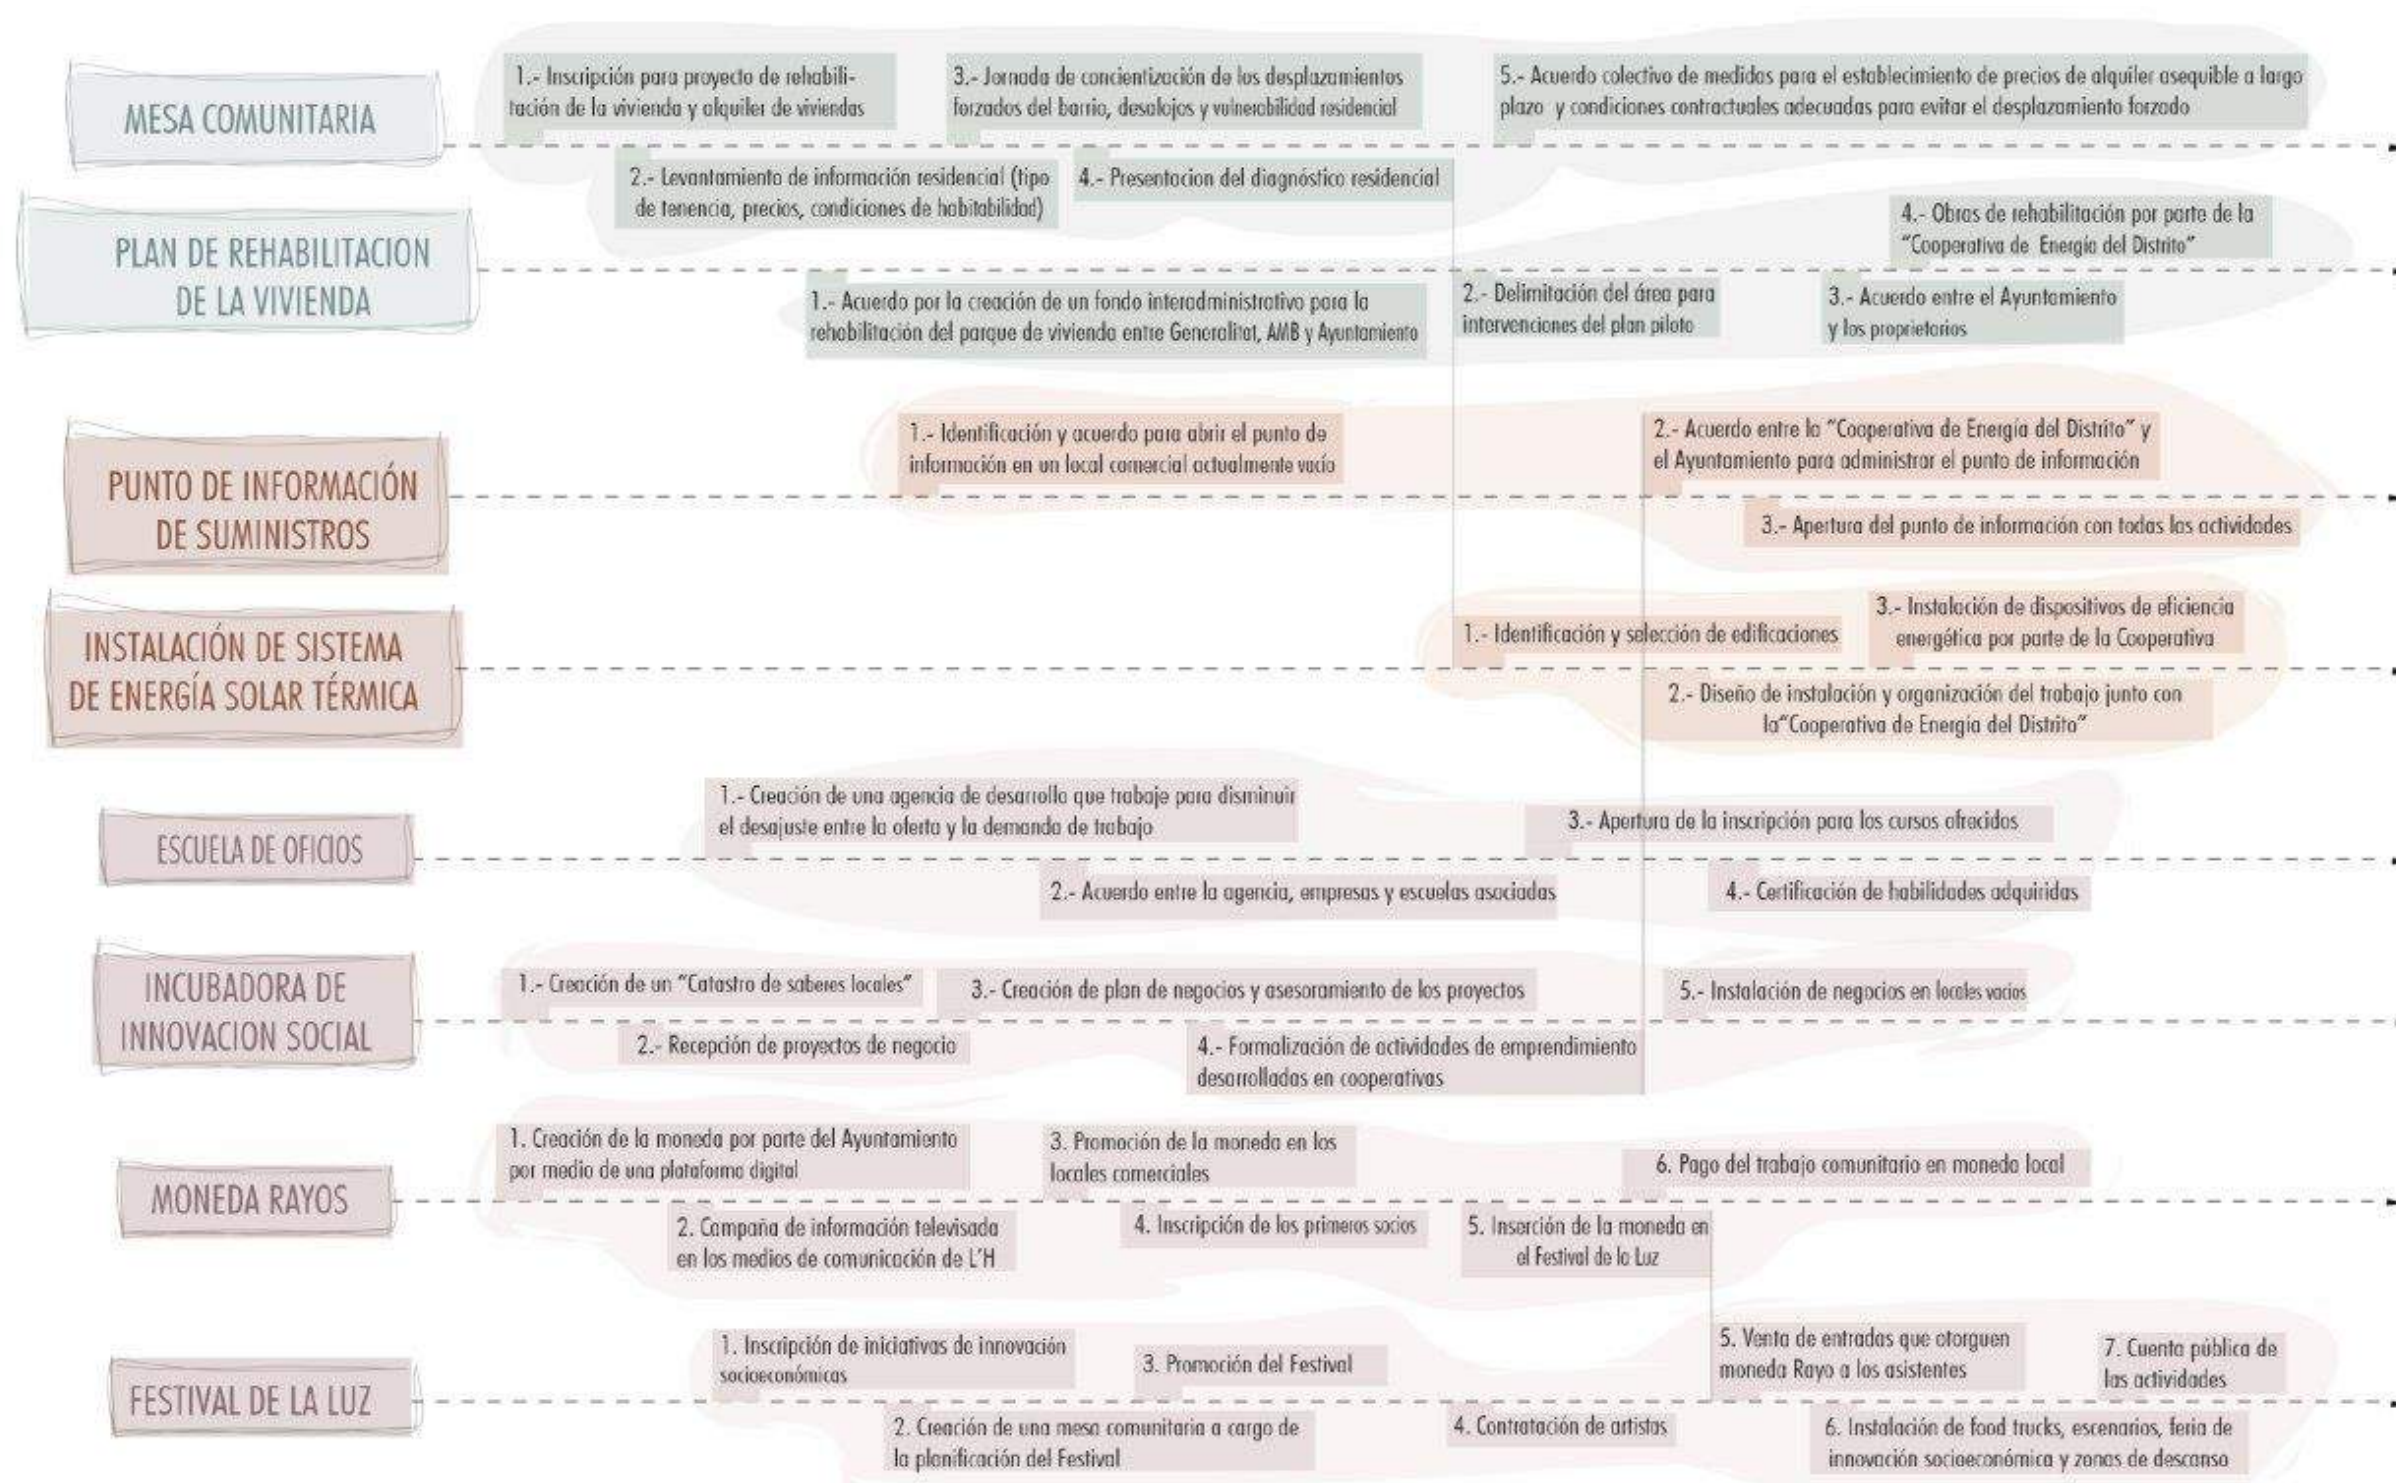 MESA COMUNITARIA
1.- Inscripción para proyecto de rehabili-
tación de la vivienda y alquiler de viviendas
2.- Levantamiento de información residencial (tipo
de tenencia, precios, condiciones de habitabilidad)
3.- Jornada de concientización de los desplazamientos
forzados del barrio, desalojos y vulnerabilidad residencial
4.- Presentacion del diagnóstico residencial
5.- Acuerdo colectivo de medidas para el establecimiento de precios de alquiler asequible a largo
plazo y condiciones contractuales adecuadas para evitar el desplazamiento forzado
PLAN DE REHABILITACION
DE LA VIVIENDA
1.- Acuerdo por la creación de un fondo interadministrativo para la
rehabilitación del parque de vivienda entre Generalitat, AMB y Ayuntamiento
2.- Delimitación del área para
intervenciones del plan piloto
3.- Acuerdo entre el Ayuntamiento
y los proprietarios
4.- Obras de rehabilitación por parte de la
"Cooperativa de Energía del Distrito"
PUNTO DE INFORMACIÓN
DE SUMINISTROS
1.- Identificación y acuerdo para abrir el punto de
información en un local comercial actualmente vacío
2.- Acuerdo entre la "Cooperativa de Energía del Distrito" y
el Ayuntamiento para administrar el punto de información
3.- Apertura del punto de información con todas las actividades
INSTALACIÓN DE SISTEMA
DE ENERGÍA SOLAR TÉRMICA
1.- Identificación y selección de edificaciones
2.- Diseño de instalación y organización del trabajo junto con
la"Cooperativa de Energía del Distrito"
3.- Instalación de dispositivos de eficiencia
energética por parte de la Cooperativa
ESCUELA DE OFICIOS
1.- Creación de una agencia de desarrollo que trabaje para disminuir
el desajuste entre la oferta y la demanda de trabajo
2.- Acuerdo entre la agencia, empresas y escuelas asociadas
3.- Apertura de la inscripción para los cursos ofrecidos
4.- Certificación de habilidades adquiridas
INCUBADORA DE
INNOVACION SOCIAL
1.- Creación de un "Catastro de saberes locales"
2.- Recepción de proyectos de negocio
3.- Creación de plan de negocios y asesoramiento de los proyectos
4.- Formalización de actividades de emprendimiento
desarrolladas en cooperativas
5.- Instalación de negocios en locales vacíos
MONEDA RAYOS
1. Creación de la moneda por parte del Ayuntamiento
por medio de una plataforma digital
2. Campaña de información televisada
en los medios de comunicación de L'H
3. Promoción de la moneda en los
locales comerciales
4. Inscripción de los primeros socios
5. Inserción de la moneda en
el Festival de la Luz
6. Pago del trabajo comunitario en moneda local
FESTIVAL DE LA LUZ
1. Inscripción de iniciativas de innovación
socioeconómicas
2. Creación de una mesa comunitaria a cargo de
la planificación del Festival
3. Promoción del Festival
4. Contratación de artistas
5. Venta de entradas que otorguen
moneda Rayo a los asistentes
6. Instalación de food trucks, escenarios, feria de
innovación socioeconómica y zonas de descanso
7. Cuenta pública de
las actividades